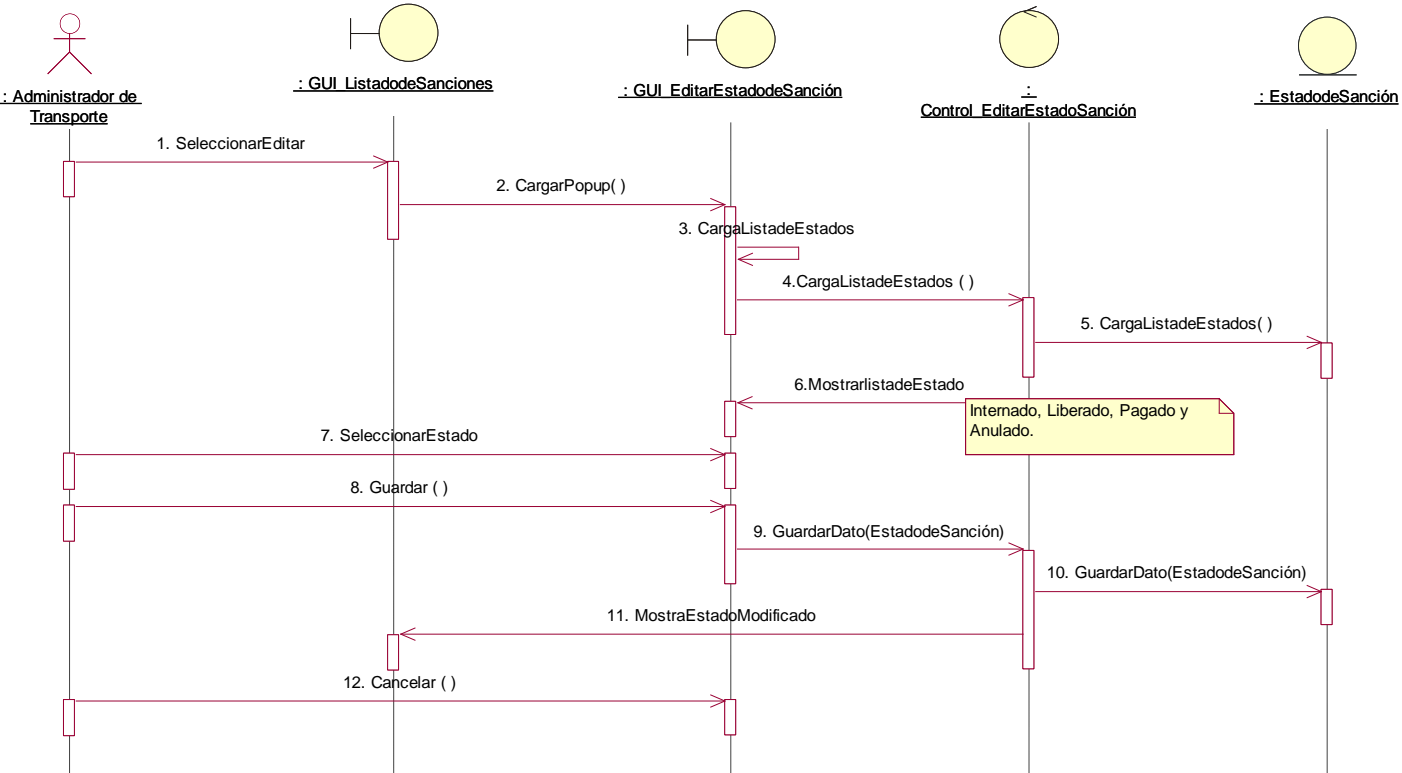 : Administrador de
Transporte
: GUI_ListadodeSanciones
: GUI_EditarEstadodeSanción
:
Control_EditarEstadoSanción
: EstadodeSanción
1. SeleccionarEditar
2. CargarPopup( )
3. CargaListadeEstados
4.CargaListadeEstados ( )
5. CargaListadeEstados( )
6.MostrarlistadeEstado
Internado, Liberado, Pagado y
Anulado.
7. SeleccionarEstado
8. Guardar ( )
9. GuardarDato(EstadodeSanción)
10. GuardarDato(EstadodeSanción)
11. MostraEstadoModificado
12. Cancelar ( )